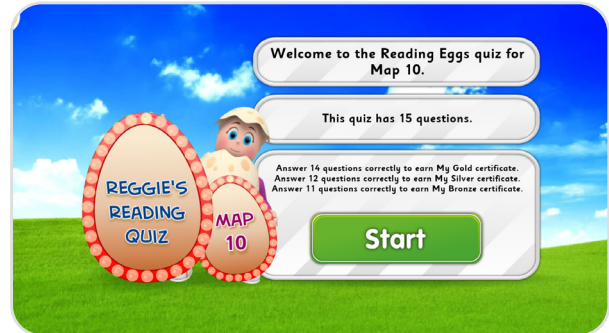 Welcome to the Reading Eggs quiz for
Map 10.
This quiz has 15 questions.
Answer 14 questions correctly to earn My Gold certificate.
Answer 12 questions correctly to earn My Silver certificate.
Answer 11 questions correctly to earn My Bronze certificate.
REGGIE'S
READING
QUIZ
MAP
10
Start